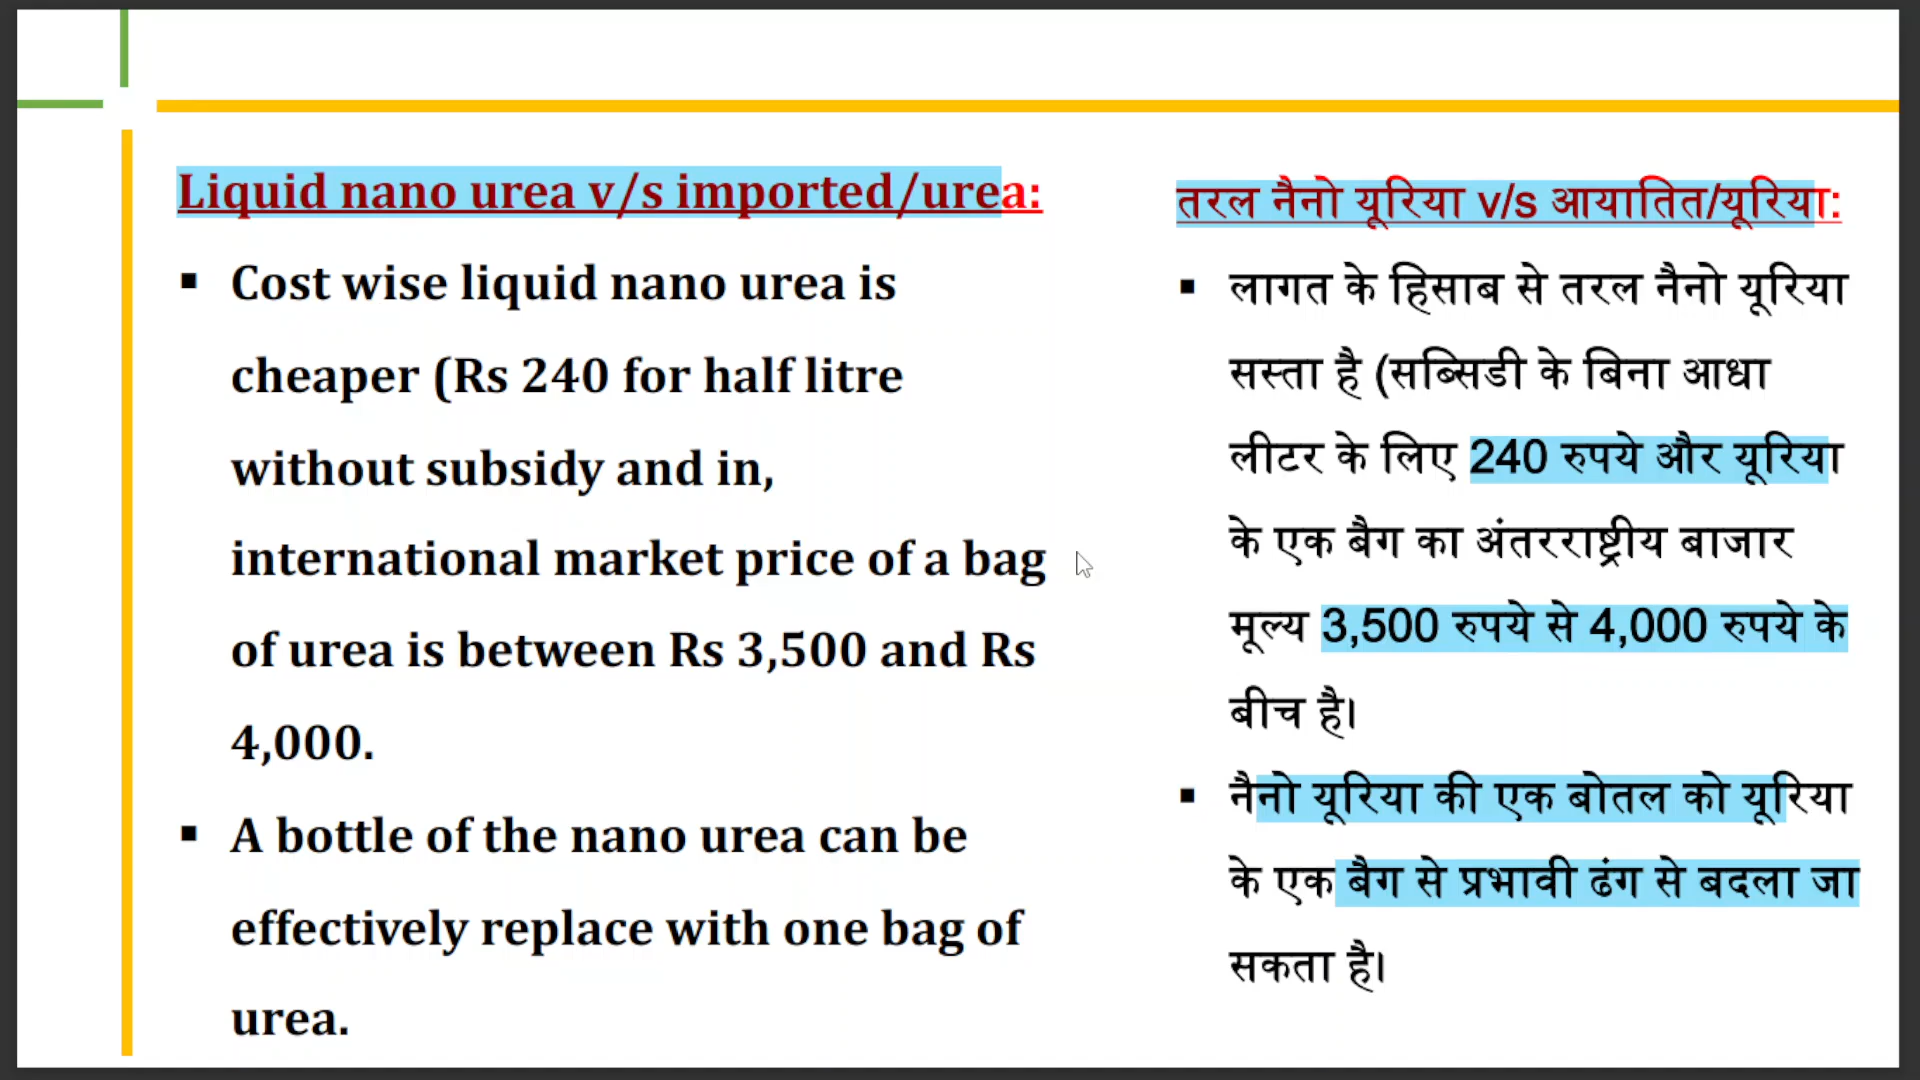 Liquid nano urea v/s imported/urea:
▪ Cost wise liquid nano urea is
cheaper (Rs 240 for half litre
without subsidy and in,
international market price of a bag
of urea is between Rs 3,500 and Rs
4,000.
▪ A bottle of the nano urea can be
effectively replace with one bag of
urea.
तरल नैनो यूरिया v/s आयातित/यूरिया:
▪ लागत के हिसाब से तरल नैनो यूरिया
सस्ता है (सब्सिडी के बिना आधा
लीटर के लिए 240 रुपये और यूरिया
के एक बैग का अंतरराष्ट्रीय बाजार
मूल्य 3,500 रुपये से 4,000 रुपये के
बीच है।
▪ नैनो यूरिया की एक बोतल को यूरिया
के एक बैग से प्रभावी ढंग से बदला जा
सकता है।